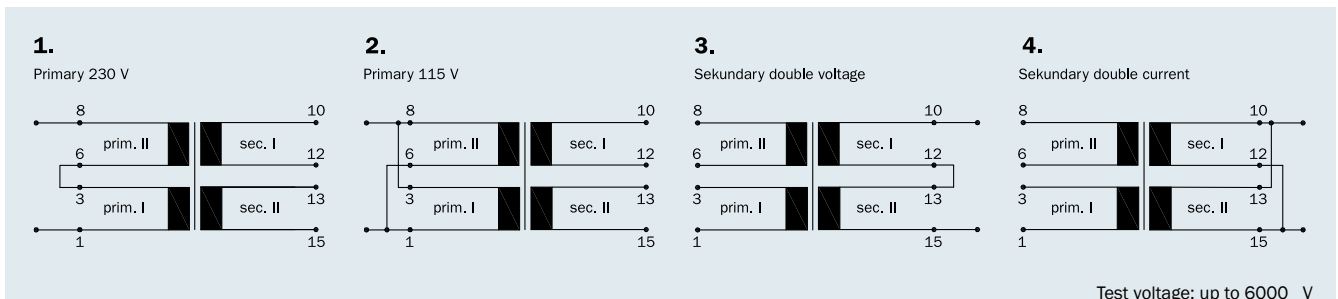 1.
Primary 230 V
8
10
prim. II
sec. I
6
12
3
13
prim. I
sec. II
1
15
2.
Primary 115 V
8
10
prim. II
sec. I
6
12
3
13
prim. I
sec. II
1
15
3.
Sekundary double voltage
8
10
prim. II
sec. I
6
12
3
13
prim. I
sec. II
1
15
4.
Sekundary double current
8
10
prim. II
sec. I
6
12
3
13
prim. I
sec. II
1
15
Test voltage: up to 6000 V